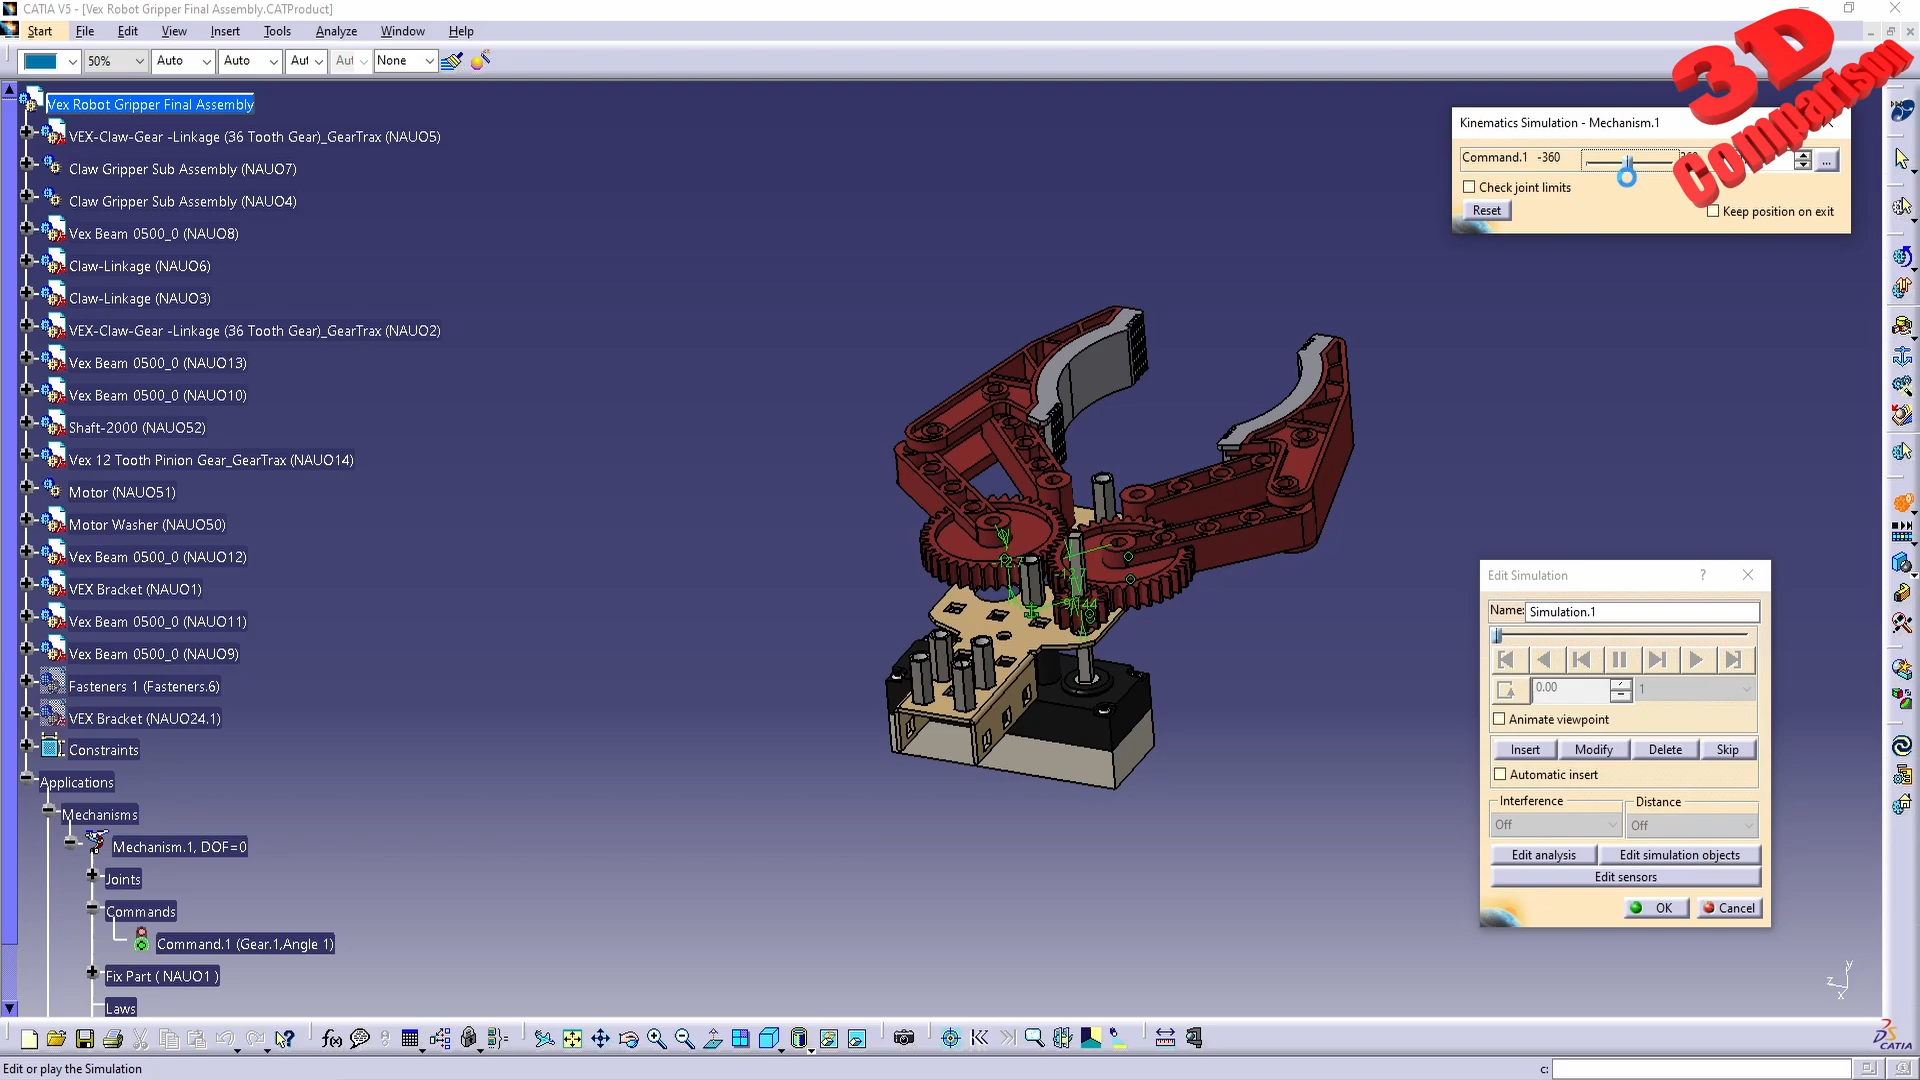 CATIA V5 - [Vex Robot Gripper Final Assembly.CATProduct]
Start File Edit View Insert Tools Analyze Window Help
50% Auto Auto Aut Aut None
Vex Robot Gripper Final Assembly
VEX-Claw-Gear -Linkage (36 Tooth Gear)_GearTrax (NAUO5)
Claw Gripper Sub Assembly (NAUO7)
Claw Gripper Sub Assembly (NAUO4)
Vex Beam 0500_0 (NAUO8)
Claw-Linkage (NAUO6)
Claw-Linkage (NAUO3)
VEX-Claw-Gear -Linkage (36 Tooth Gear)_GearTrax (NAUO2)
Vex Beam 0500_0 (NAUO13)
Vex Beam 0500_0 (NAUO10)
Shaft-2000 (NAUO52)
Vex 12 Tooth Pinion Gear_GearTrax (NAUO14)
Motor (NAUO51)
Motor Washer (NAUO50)
Vex Beam 0500_0 (NAUO12)
VEX Bracket (NAUO1)
Vex Beam 0500_0 (NAUO11)
Vex Beam 0500_0 (NAUO9)
Fasteners 1 (Fasteners.6)
VEX Bracket (NAUO24.1)
Constraints
Applications
Mechanisms
Mechanism.1, DOF=0
Joints
Commands
Command.1 (Gear.1,Angle 1)
Fix Part ( NAUO1 )
Laws
3D
Comparison
Kinematics Simulation - Mechanism.1
Command.1 -360
Check joint limits
Reset
Keep position on exit
Edit Simulation ?
Name: Simulation.1
0.00 1
Animate viewpoint
Insert Modify Delete Skip
Automatic insert
Interference Distance
Off Off
Edit analysis Edit simulation objects
Edit sensors
OK Cancel
y
z
x
f(x)
3DS
CATIA
Edit or play the Simulation
c: